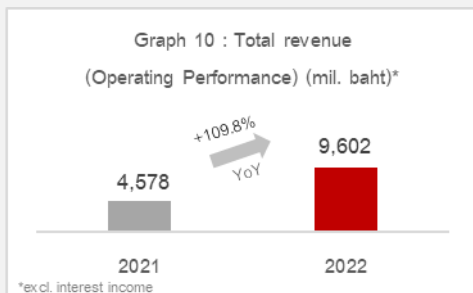 Graph 10 : Total revenue
(Operating Performance) (mil. baht)*
+109.8%
YoY
4,578
9,602
2021
2022
*excl. interest income